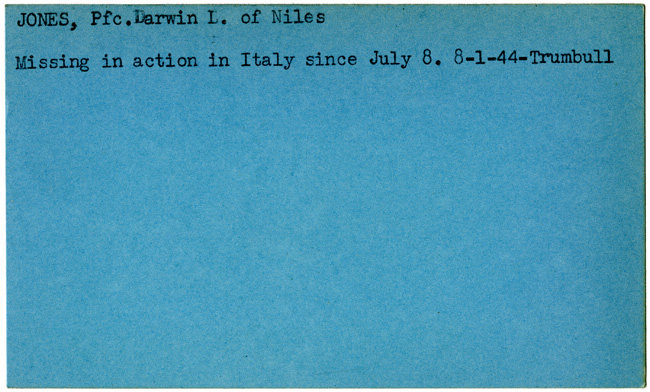 JONES, Pfc.Darwin L. of Niles
Missing in action in Italy since July 8. 8-1-44-Trumbull